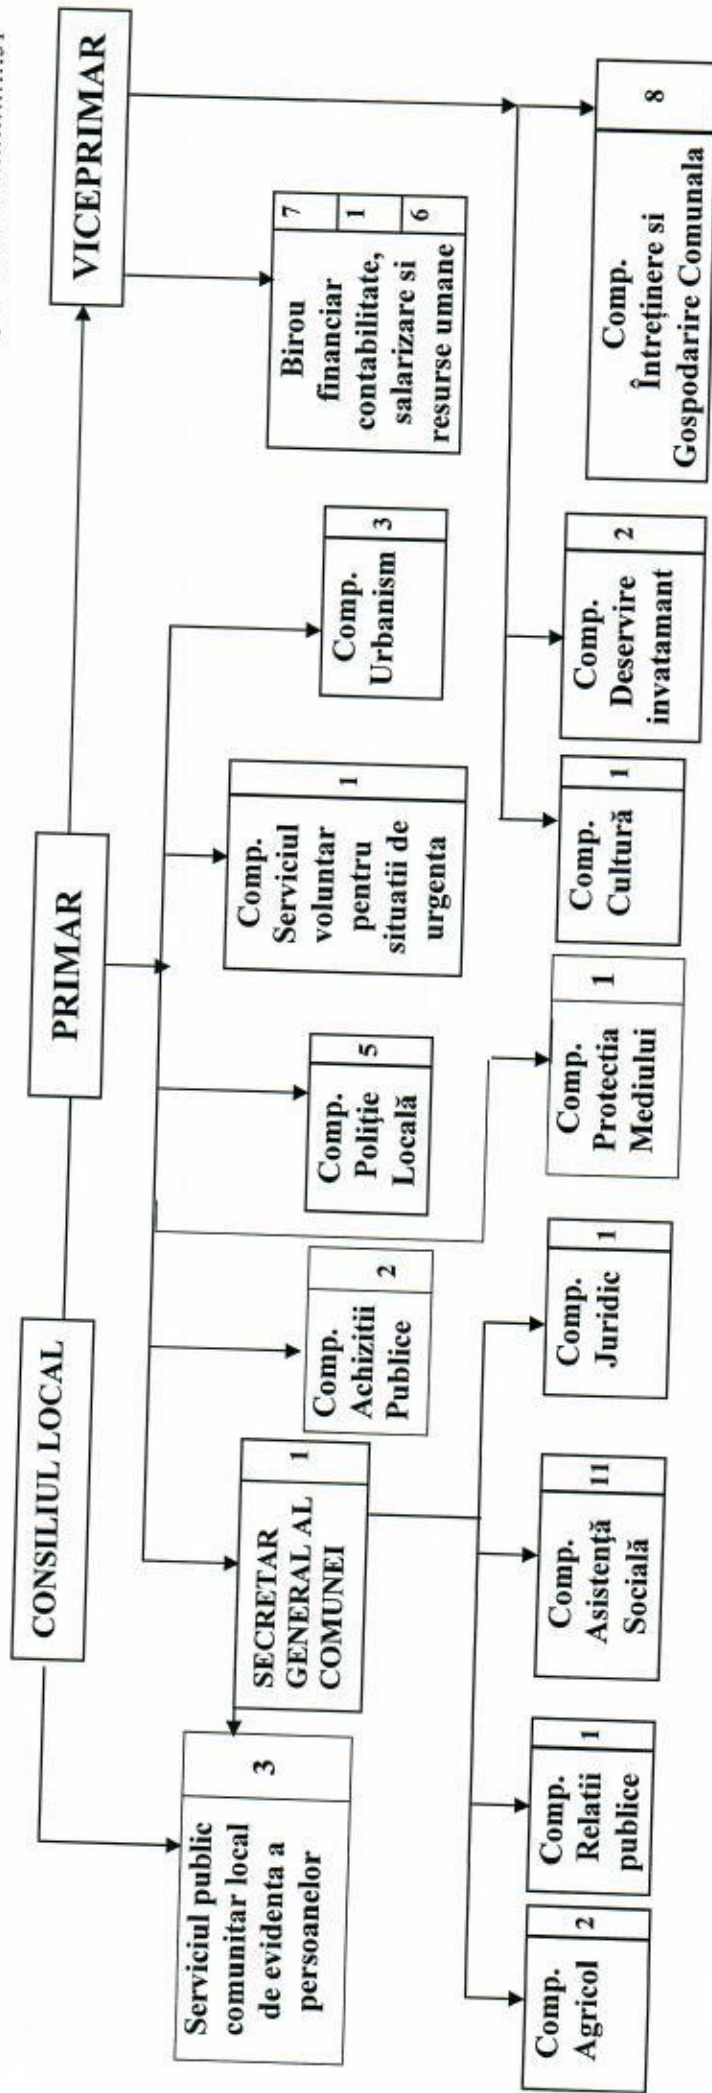 CONSILIUL LOCAL
PRIMAR
VICEPRIMAR
Serviciul public
comunitar local
de evidenta a
persoanelor
3
SECRETAR
GENERAL AL
COMUNEI
1
Comp.
Achizitii
Publice
2
Comp.
Poliție
Locală
5
Comp.
Serviciul
voluntar
pentru
situatii de
urgenta
1
Comp.
Urbanism
3
Birou
financiar
contabilitate,
salarizare si
resurse umane
7
1
6
Comp.
Agricol
2
Comp.
Relatii
publice
1
Comp.
Asistență
Socială
11
Comp.
Juridic
1
Comp.
Protectia
Mediului
1
Comp.
Cultură
1
Comp.
Deservire
invatamant
2
Comp.
Întreținere si
Gospodarire Comunala
8